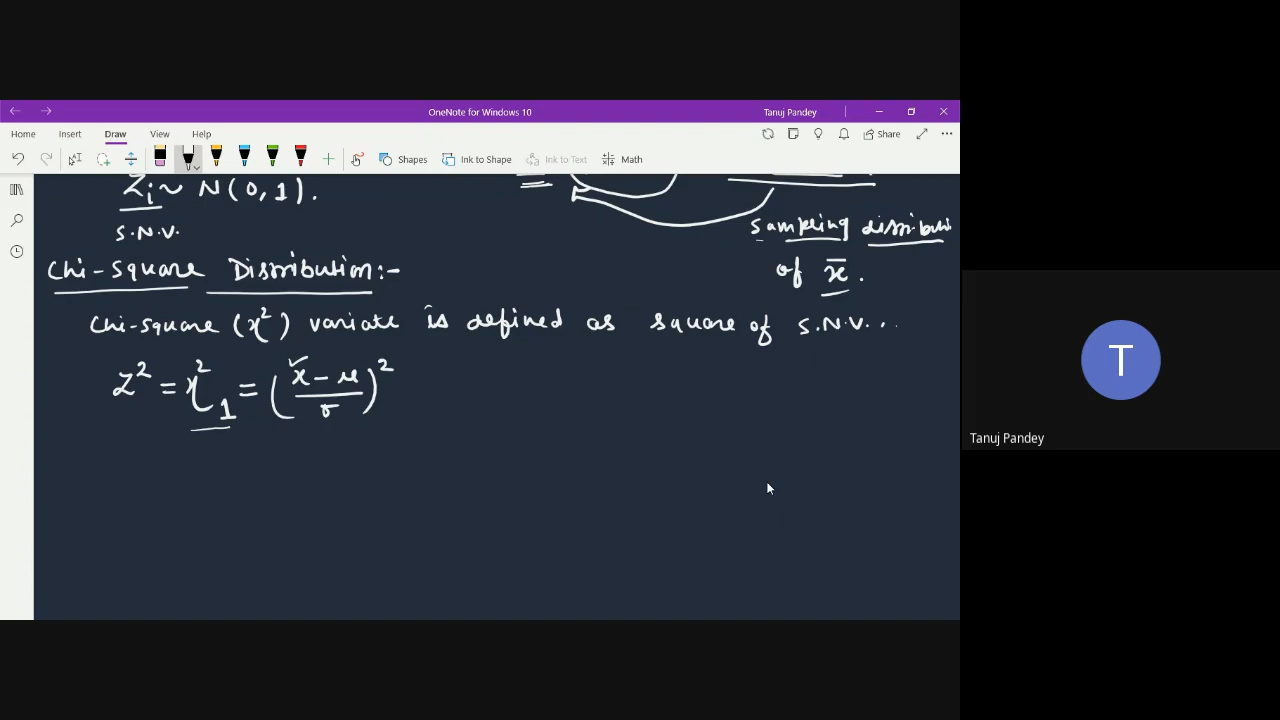 OneNote for Windows 10
Tanuj Pandey
Home Insert Draw View Help
Share
Shapes Ink to Shape Ink to Text Math
Zi ~ N(0, 1).
S.N.V.
sampling distributi
of x̄.
Chi-Square Distribution:-
Chi-square (χ²) variate is defined as square of S.N.V...
Z² = χ²₁ = (x-μ/σ)²
T
Tanuj Pandey